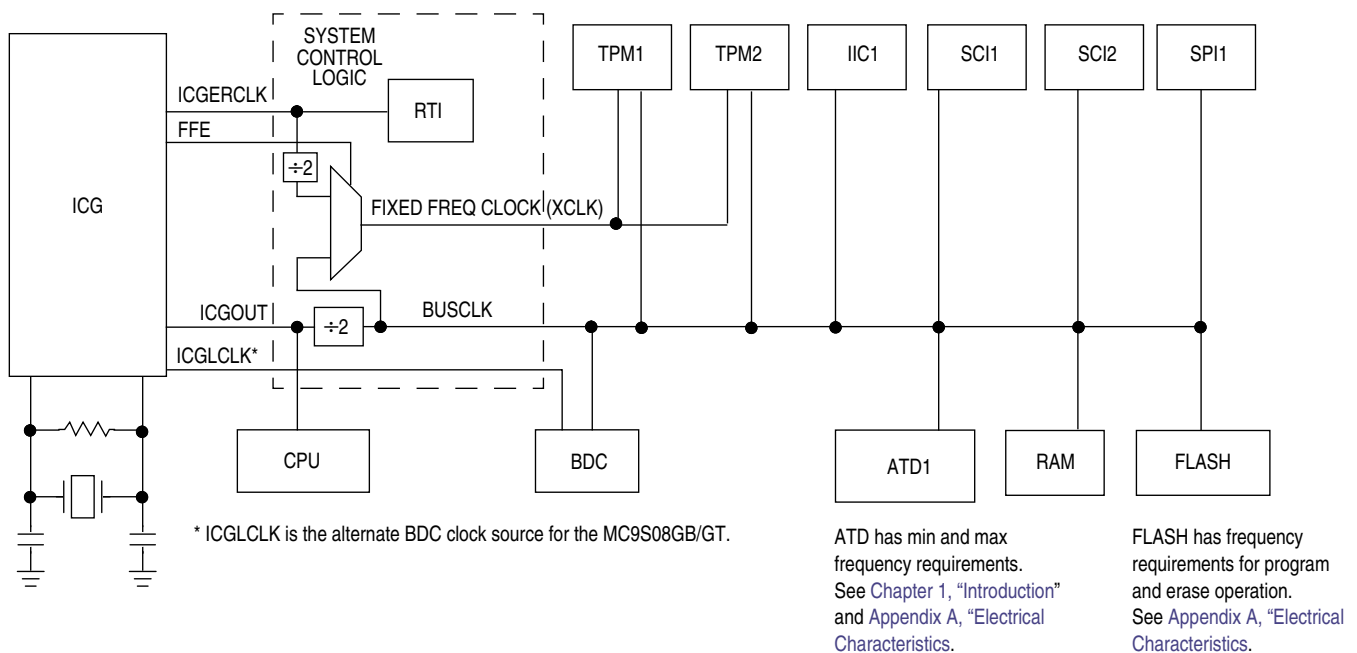 SYSTEM
CONTROL
LOGIC
TPM1
TPM2
IIC1
SCI1
SCI2
SPI1
ICGERCLK
RTI
FFE
÷2
ICG
FIXED FREQ CLOCK (XCLK)
ICGOUT
÷2
BUSCLK
ICGLCLK*
CPU
BDC
ATD1
RAM
FLASH
* ICGLCLK is the alternate BDC clock source for the MC9S08GB/GT.
ATD has min and max
frequency requirements.
See Chapter 1, “Introduction”
and Appendix A, “Electrical
Characteristics.
FLASH has frequency
requirements for program
and erase operation.
See Appendix A, “Electrical
Characteristics.